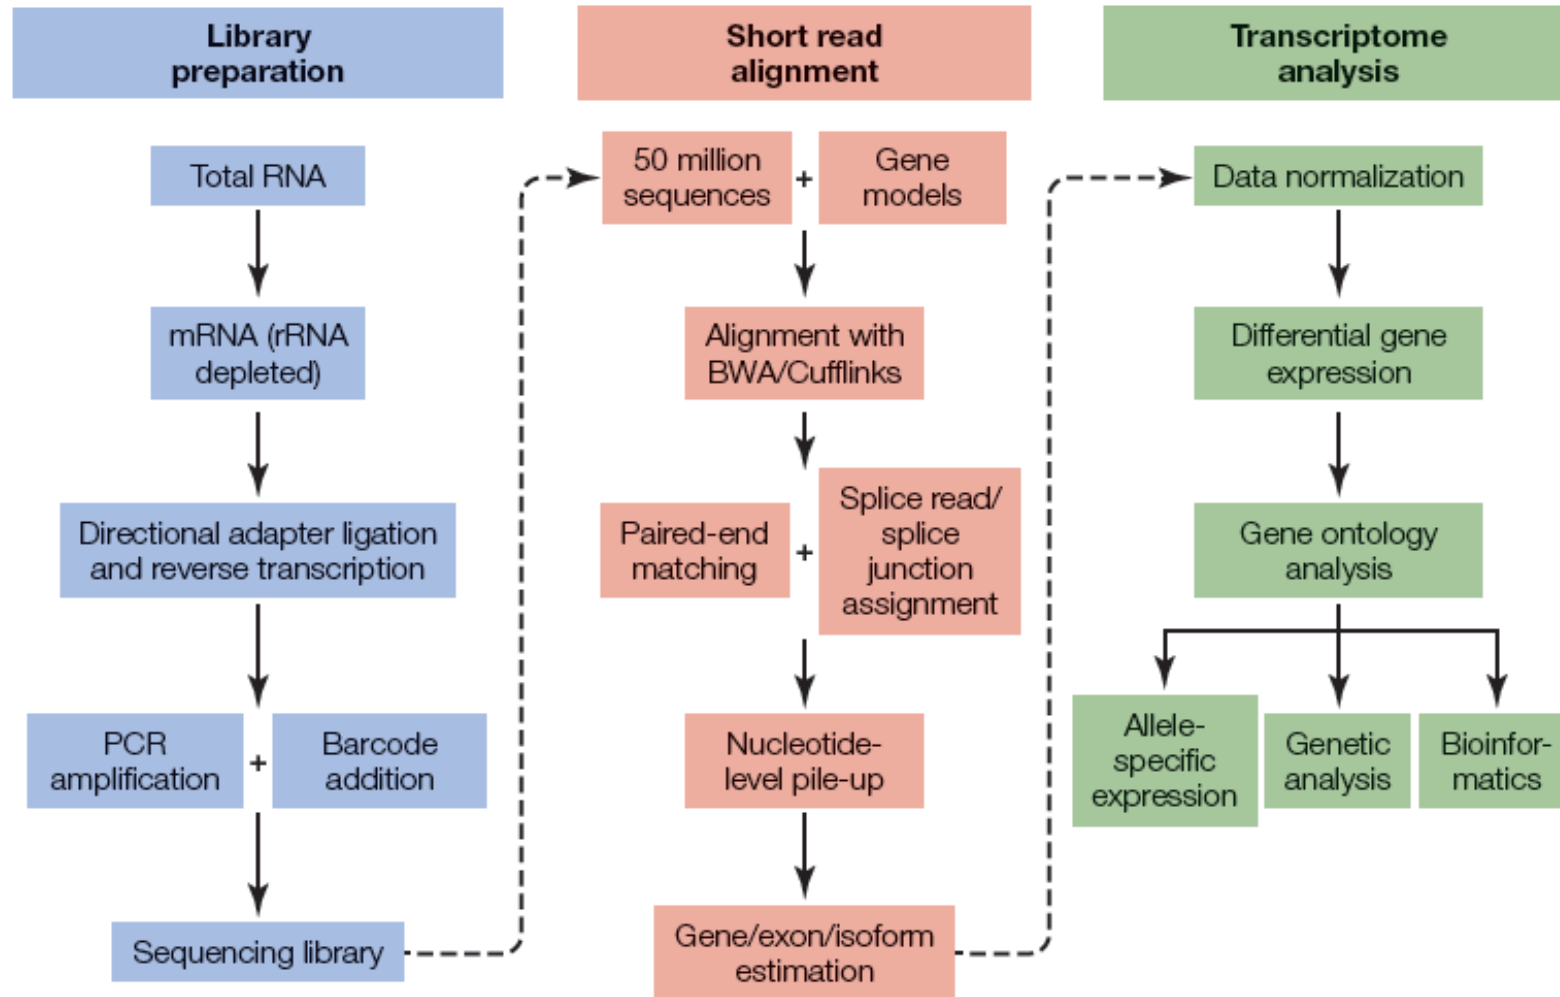 Library
preparation
Total RNA
mRNA (rRNA
depleted)
Directional adapter ligation
and reverse transcription
PCR
amplification
+
Barcode
addition
Sequencing library
Short read
alignment
50 million
sequences
+
Gene
models
Alignment with
BWA/Cufflinks
Paired-end
matching
+
Splice read/
splice
junction
assignment
Nucleotide-
level pile-up
Gene/exon/isoform
estimation
Transcriptome
analysis
Data normalization
Differential gene
expression
Gene ontology
analysis
Allele-
specific
expression
Genetic
analysis
Bioinfor-
matics